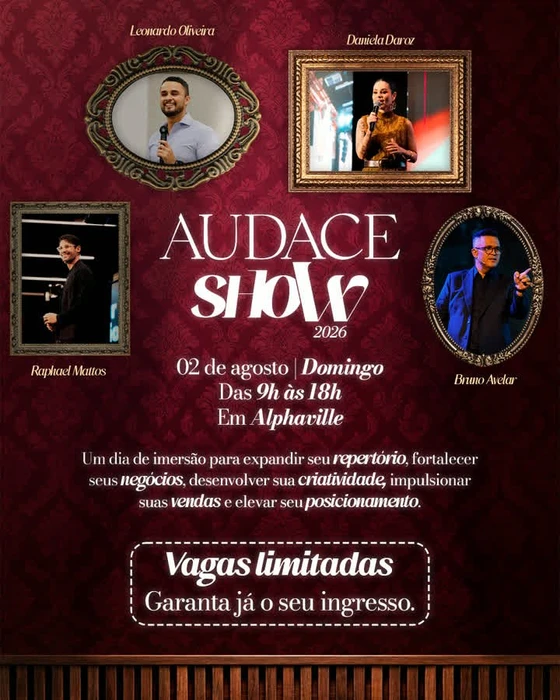 Leonardo Oliveira
Daniela Daroz
AUDACE
SHOW
2026
Raphael Mattos
Bruno Avelar
02 de agosto | Domingo
Das 9h às 18h
Em Alphaville
Um dia de imersão para expandir seu repertório, fortalecer
seus negócios, desenvolver sua criatividade, impulsionar
suas vendas e elevar seu posicionamento.
Vagas limitadas
Garanta já o seu ingresso.